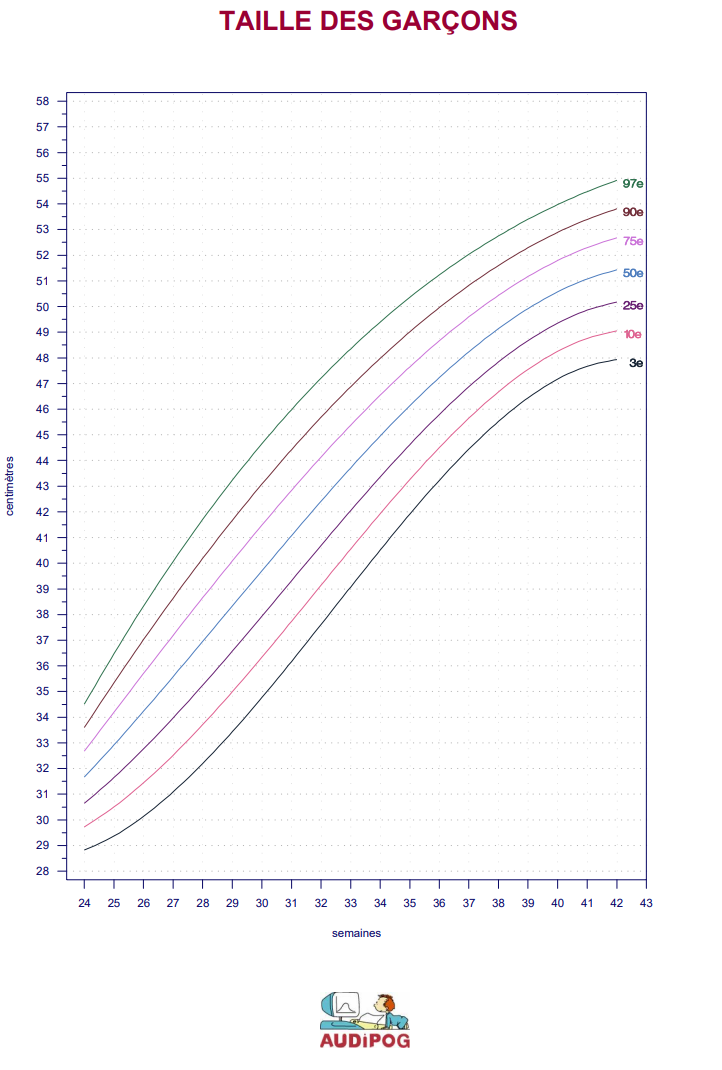 TAILLE DES GARÇONS
58
57
56
55
54
53
52
51
50
49
48
47
46
45
44
43
42
41
40
39
38
37
36
35
34
33
32
31
30
29
28
centimètres
97e
90e
75e
50e
25e
10e
3e
24 25 26 27 28 29 30 31 32 33 34 35 36 37 38 39 40 41 42 43
semaines
AUDiPOG